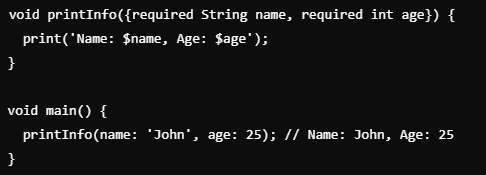 void printInfo({required String name, required int age}) {
  print('Name: $name, Age: $age');
}

void main() {
  printInfo(name: 'John', age: 25); // Name: John, Age: 25
}